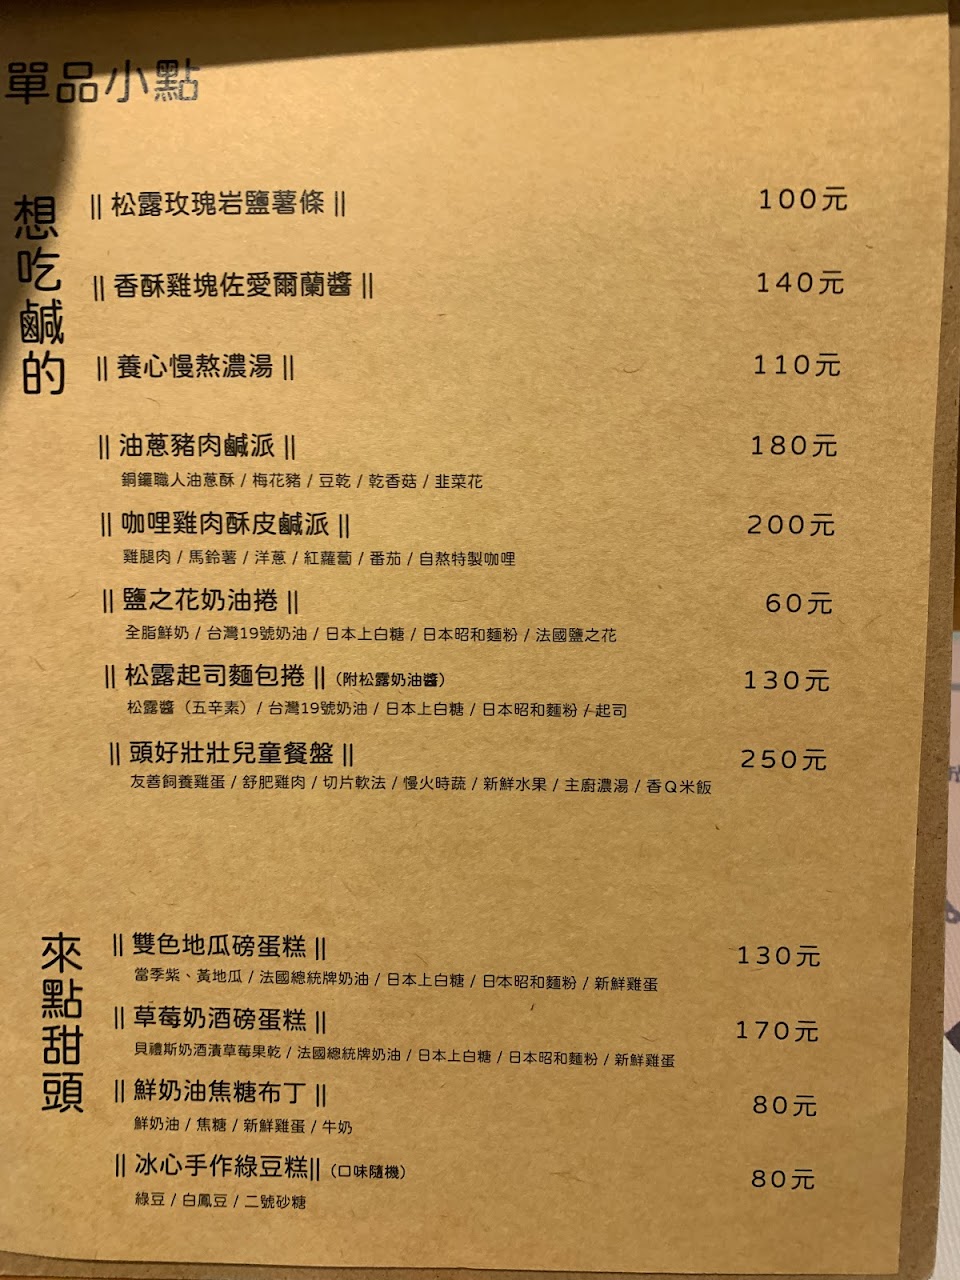 單品小點
想吃鹹的
|| 松露玫瑰岩鹽薯條 || 100元
|| 香酥雞塊佐愛爾蘭醬 || 140元
|| 養心慢熬濃湯 || 110元
|| 油蔥豬肉鹹派 || 180元
銅鑼職人油蔥酥 / 梅花豬 / 豆乾 / 乾香菇 / 韭菜花
|| 咖哩雞肉酥皮鹹派 || 200元
雞腿肉 / 馬鈴薯 / 洋蔥 / 紅蘿蔔 / 番茄 / 自熬特製咖哩
|| 鹽之花奶油捲 || 60元
全脂鮮奶 / 台灣19號奶油 / 日本上白糖 / 日本昭和麵粉 / 法國鹽之花
|| 松露起司麵包捲 || （附松露奶油醬） 130元
松露醬（五辛素）/ 台灣19號奶油 / 日本上白糖 / 日本昭和麵粉 / 起司
|| 頭好壯壯兒童餐盤 || 250元
友善飼養雞蛋 / 舒肥雞肉 / 切片軟法 / 慢火時蔬 / 新鮮水果 / 主廚濃湯 / 香Q米飯
來點甜頭
|| 雙色地瓜磅蛋糕 || 130元
當季紫、黃地瓜 / 法國總統牌奶油 / 日本上白糖 / 日本昭和麵粉 / 新鮮雞蛋
|| 草莓奶酒磅蛋糕 || 170元
貝禮斯奶酒漬草莓果乾 / 法國總統牌奶油 / 日本上白糖 / 日本昭和麵粉 / 新鮮雞蛋
|| 鮮奶油焦糖布丁 || 80元
鮮奶油 / 焦糖 / 新鮮雞蛋 / 牛奶
|| 冰心手作綠豆糕|| （口味隨機） 80元
綠豆 / 白鳳豆 / 二號砂糖